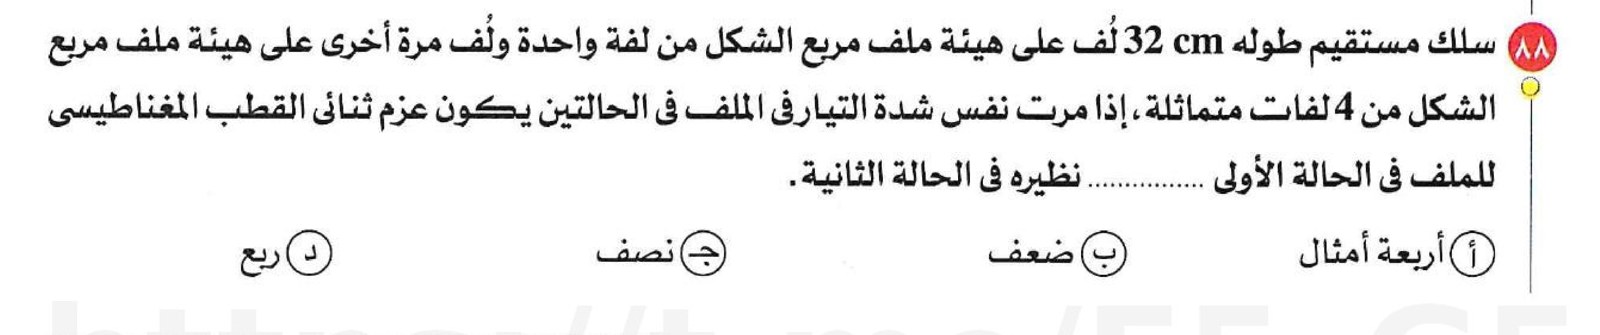 ٨٨ سلك مستقيم طوله 32 cm لُف على هيئة ملف مربع الشكل من لفة واحدة ولُف مرة أخرى على هيئة ملف مربع
الشكل من 4 لفات متماثلة، إذا مرت نفس شدة التيار فى الملف فى الحالتين يكون عزم ثنائى القطب المغناطيسى
للملف فى الحالة الأولى ................ نظيره فى الحالة الثانية.
أ أربعة أمثال ب ضعف جـ نصف د ربع